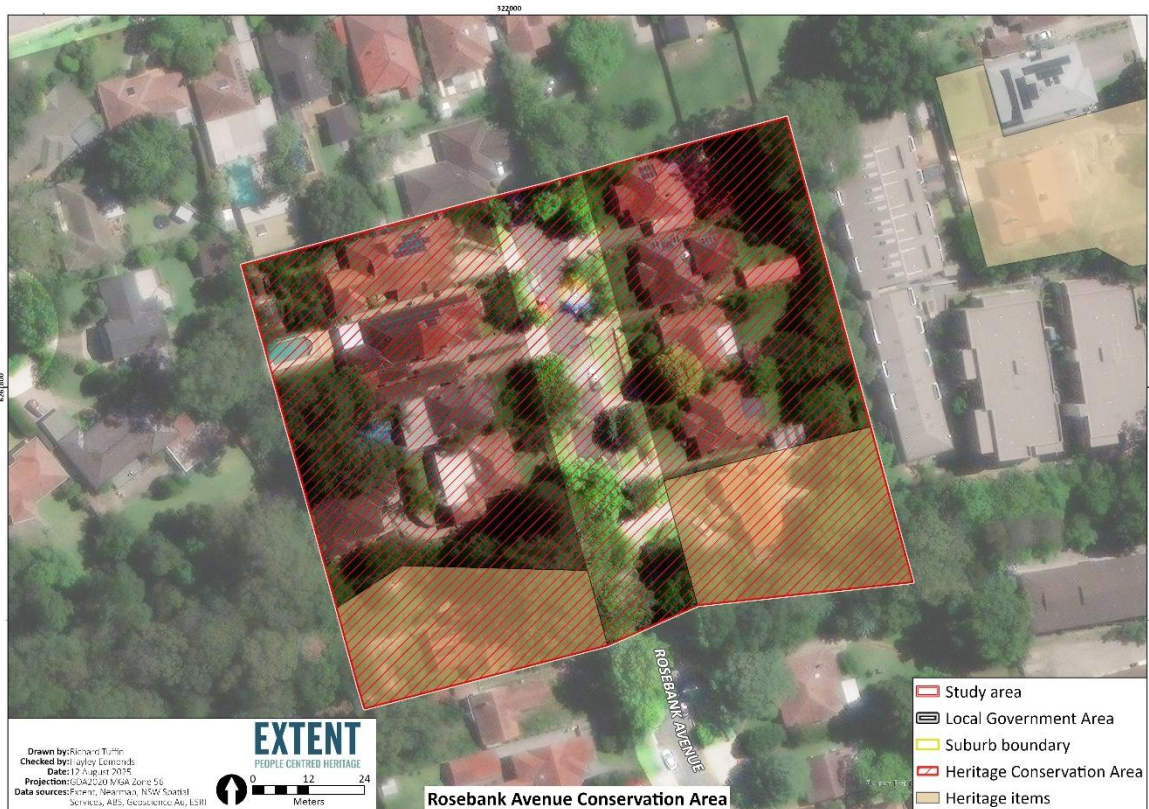 322000
ROSEBANK AVENUE
Study area
Local Government Area
Suburb boundary
Heritage Conservation Area
Heritage items
Drawn by: Richard Tuffin
Checked by: Hayley Edmonds
Date: 12 August 2025
Projection: GDA2020 MGA Zone 56
Data sources: Extent, Nearmap, NSW Spatial
Services, ABS, Geoscience Au, ESRI
EXTENT
PEOPLE CENTRED HERITAGE
0 12 24
Meters
Rosebank Avenue Conservation Area